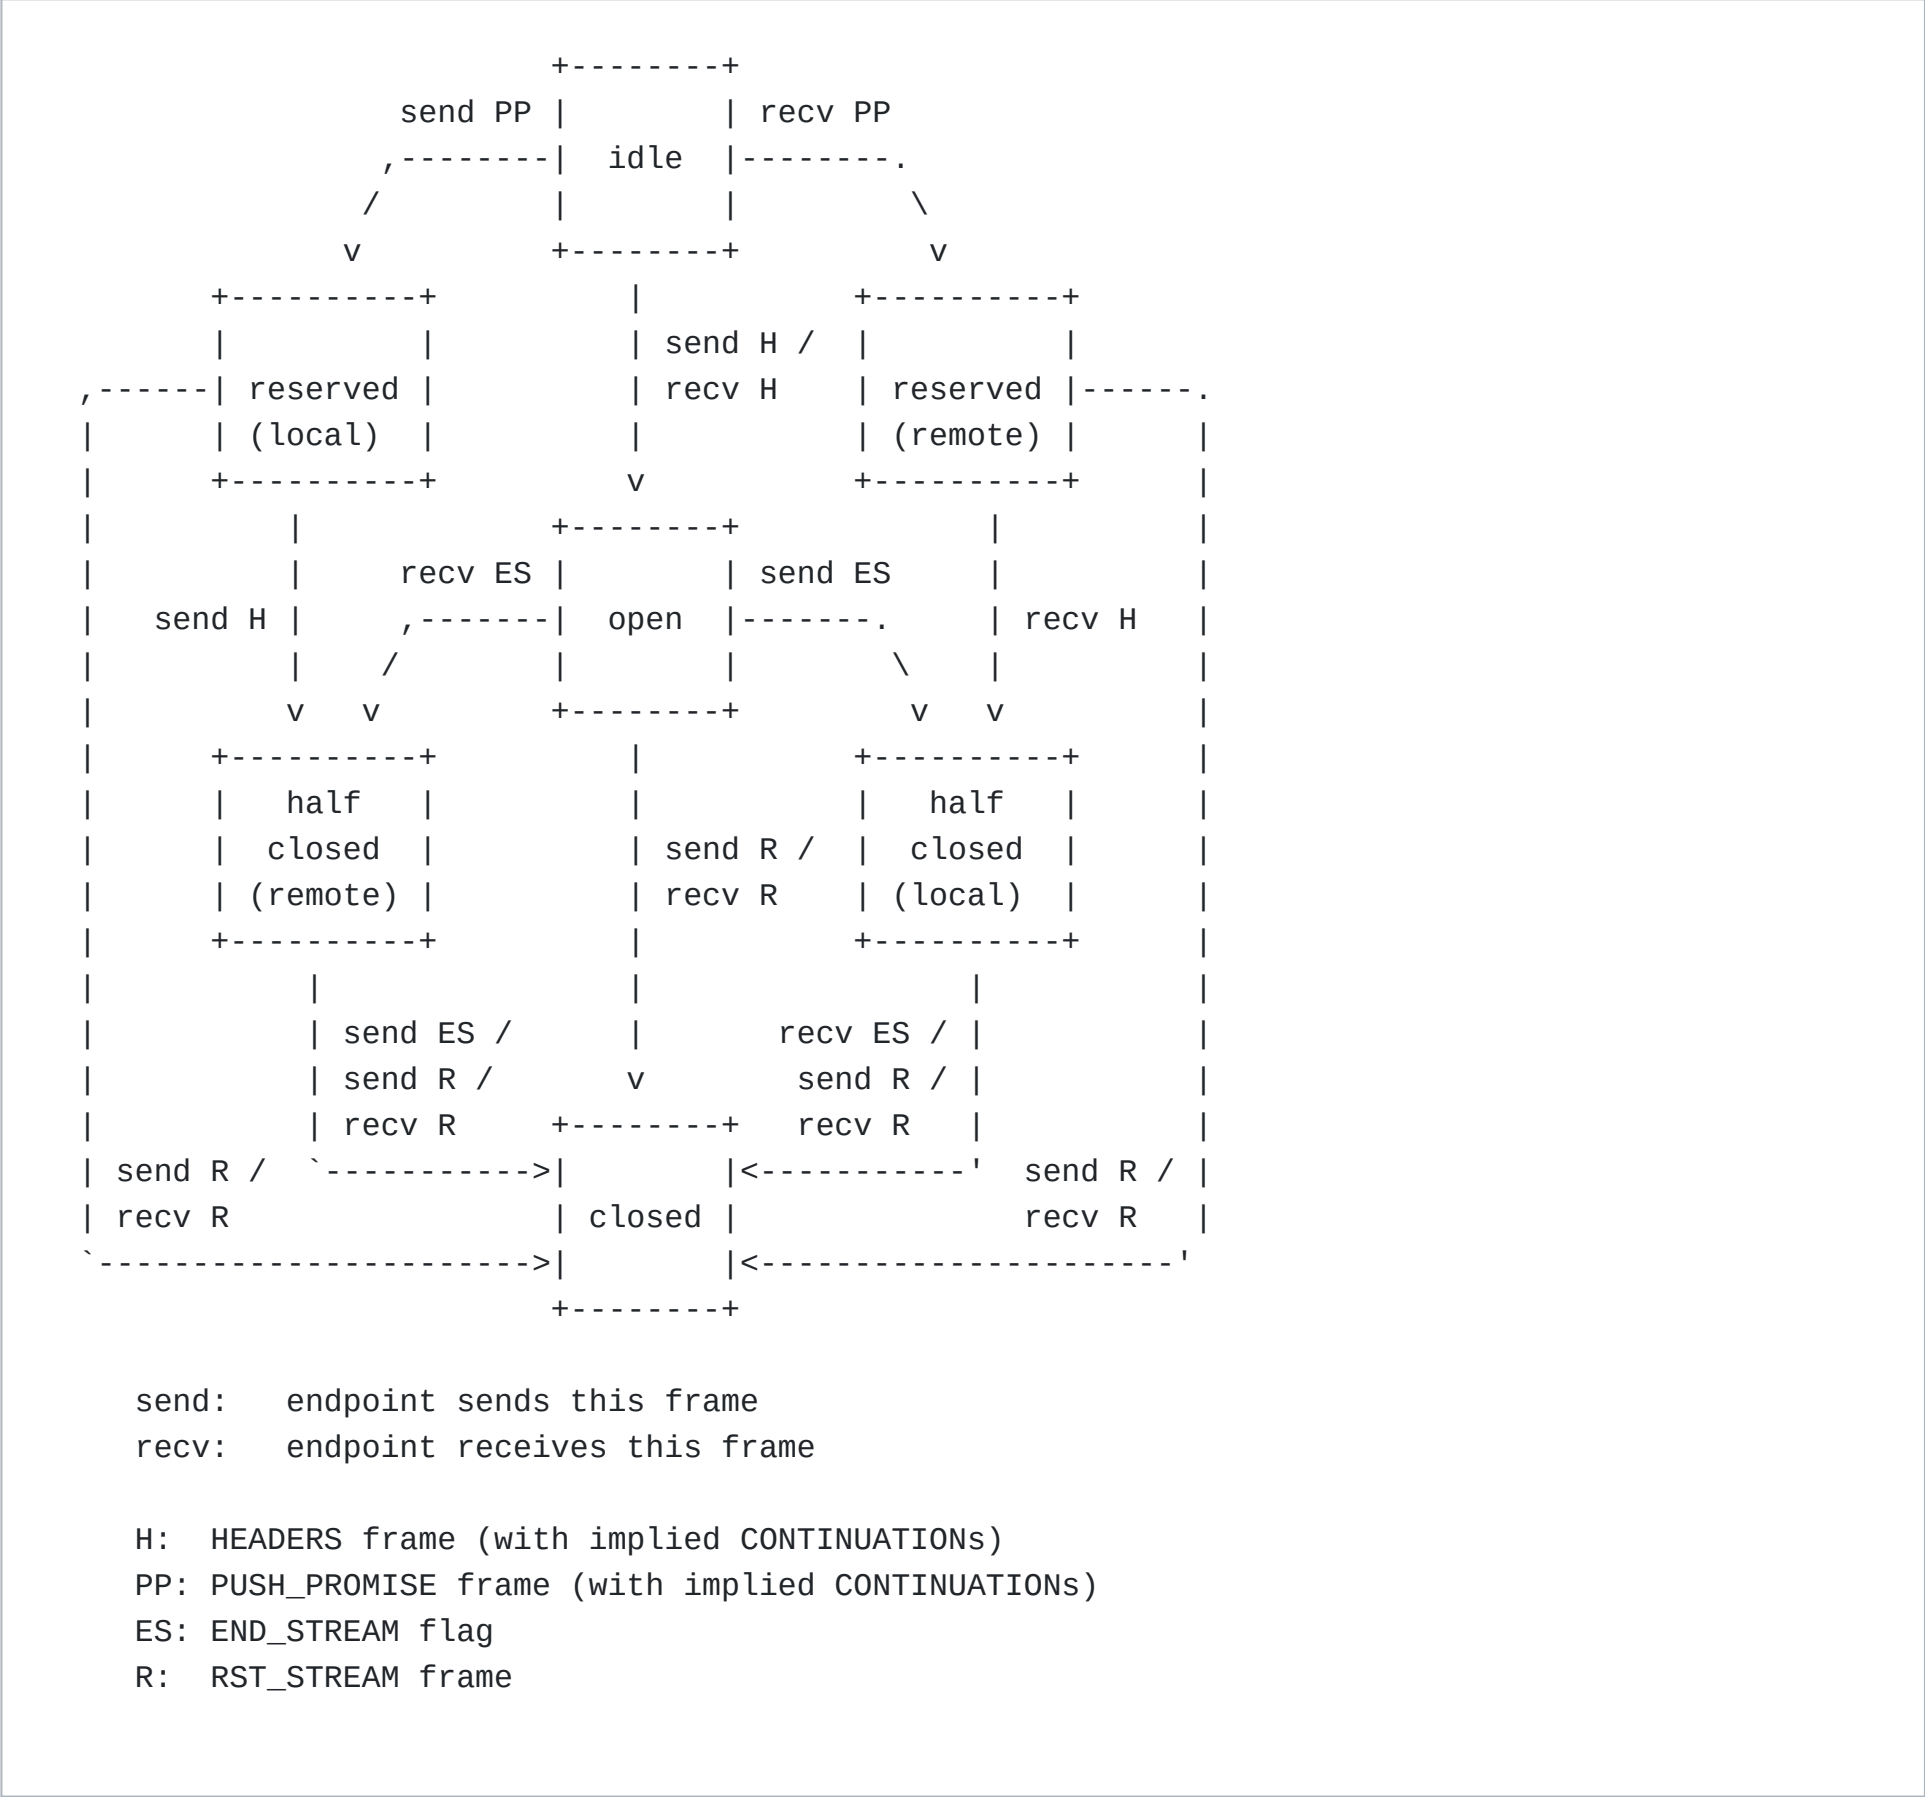 +--------+
                 send PP |        | recv PP
                ,--------|  idle  |--------.
               /         |        |         \
              v          +--------+          v
       +----------+          |           +----------+
       |          |          | send H /  |          |
,------| reserved |          | recv H    | reserved |------.
|      | (local)  |          |           | (remote) |      |
|      +----------+          v           +----------+      |
|          |             +--------+             |          |
|          |     recv ES |        | send ES     |          |
|   send H |     ,-------|  open  |-------.     | recv H   |
|          |    /        |        |        \    |          |
|          v   v         +--------+         v   v          |
|      +----------+          |           +----------+      |
|      |   half   |          |           |   half   |      |
|      |  closed  |          | send R /  |  closed  |      |
|      | (remote) |          | recv R    | (local)  |      |
|      +----------+          |           +----------+      |
|           |                |                 |           |
|           | send ES /      |       recv ES / |           |
|           | send R /       v        send R / |           |
|           | recv R     +--------+   recv R   |           |
| send R /  `----------->|        |<-----------'  send R / |
| recv R                 | closed |               recv R   |
`----------------------->|        |<----------------------'
                         +--------+

   send:   endpoint sends this frame
   recv:   endpoint receives this frame

   H:  HEADERS frame (with implied CONTINUATIONs)
   PP: PUSH_PROMISE frame (with implied CONTINUATIONs)
   ES: END_STREAM flag
   R:  RST_STREAM frame